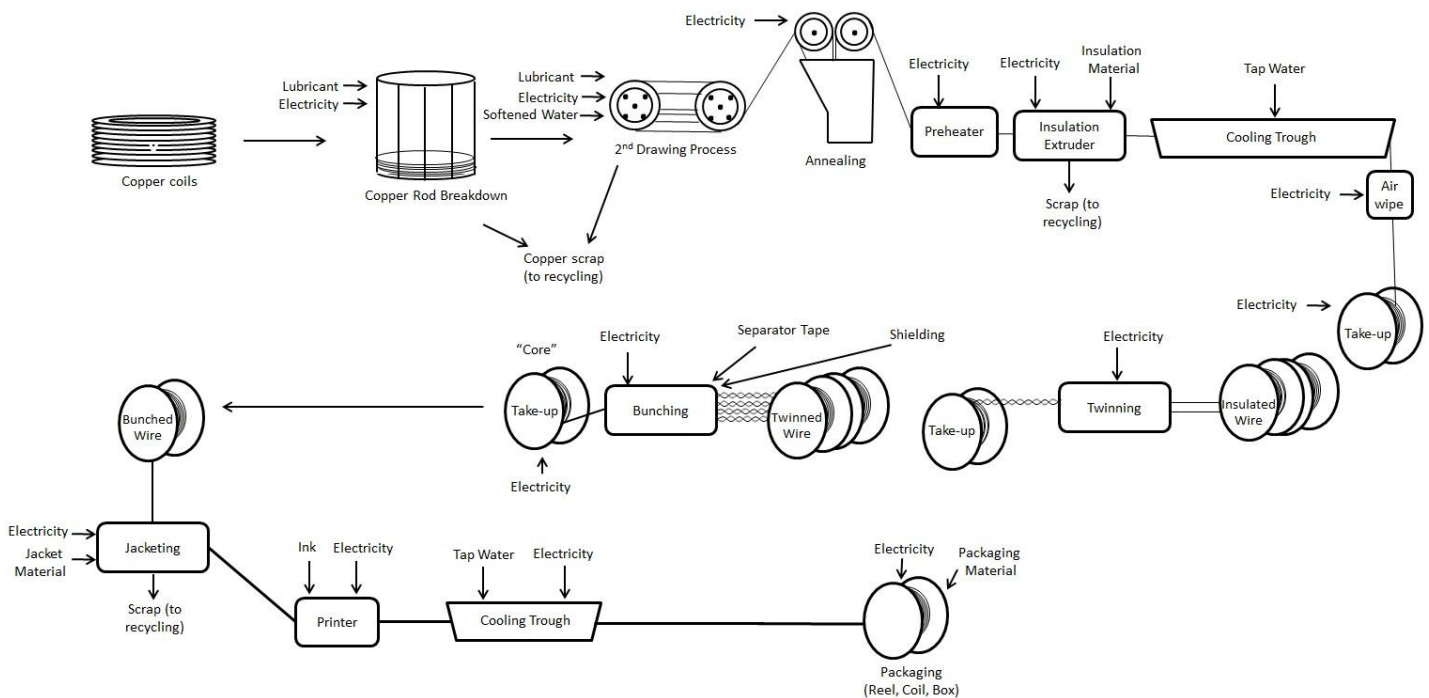 Electricity
Lubricant
Electricity
Lubricant
Electricity
Softened Water
Electricity
Electricity
Insulation
Material
Tap Water
Copper coils
Copper Rod Breakdown
2nd Drawing Process
Annealing
Preheater
Insulation
Extruder
Cooling Trough
Copper scrap
(to recycling)
Scrap (to
recycling)
Electricity
Air
wipe
Electricity
Take-up
"Core"
Electricity
Separator Tape
Shielding
Electricity
Bunched
Wire
Take-up
Bunching
Twinned
Wire
Take-up
Twinning
Insulated
Wire
Electricity
Electricity
Jacket
Material
Jacketing
Scrap (to
recycling)
Ink
Electricity
Printer
Tap Water
Electricity
Cooling Trough
Electricity
Packaging
Material
Packaging
(Reel, Coil, Box)